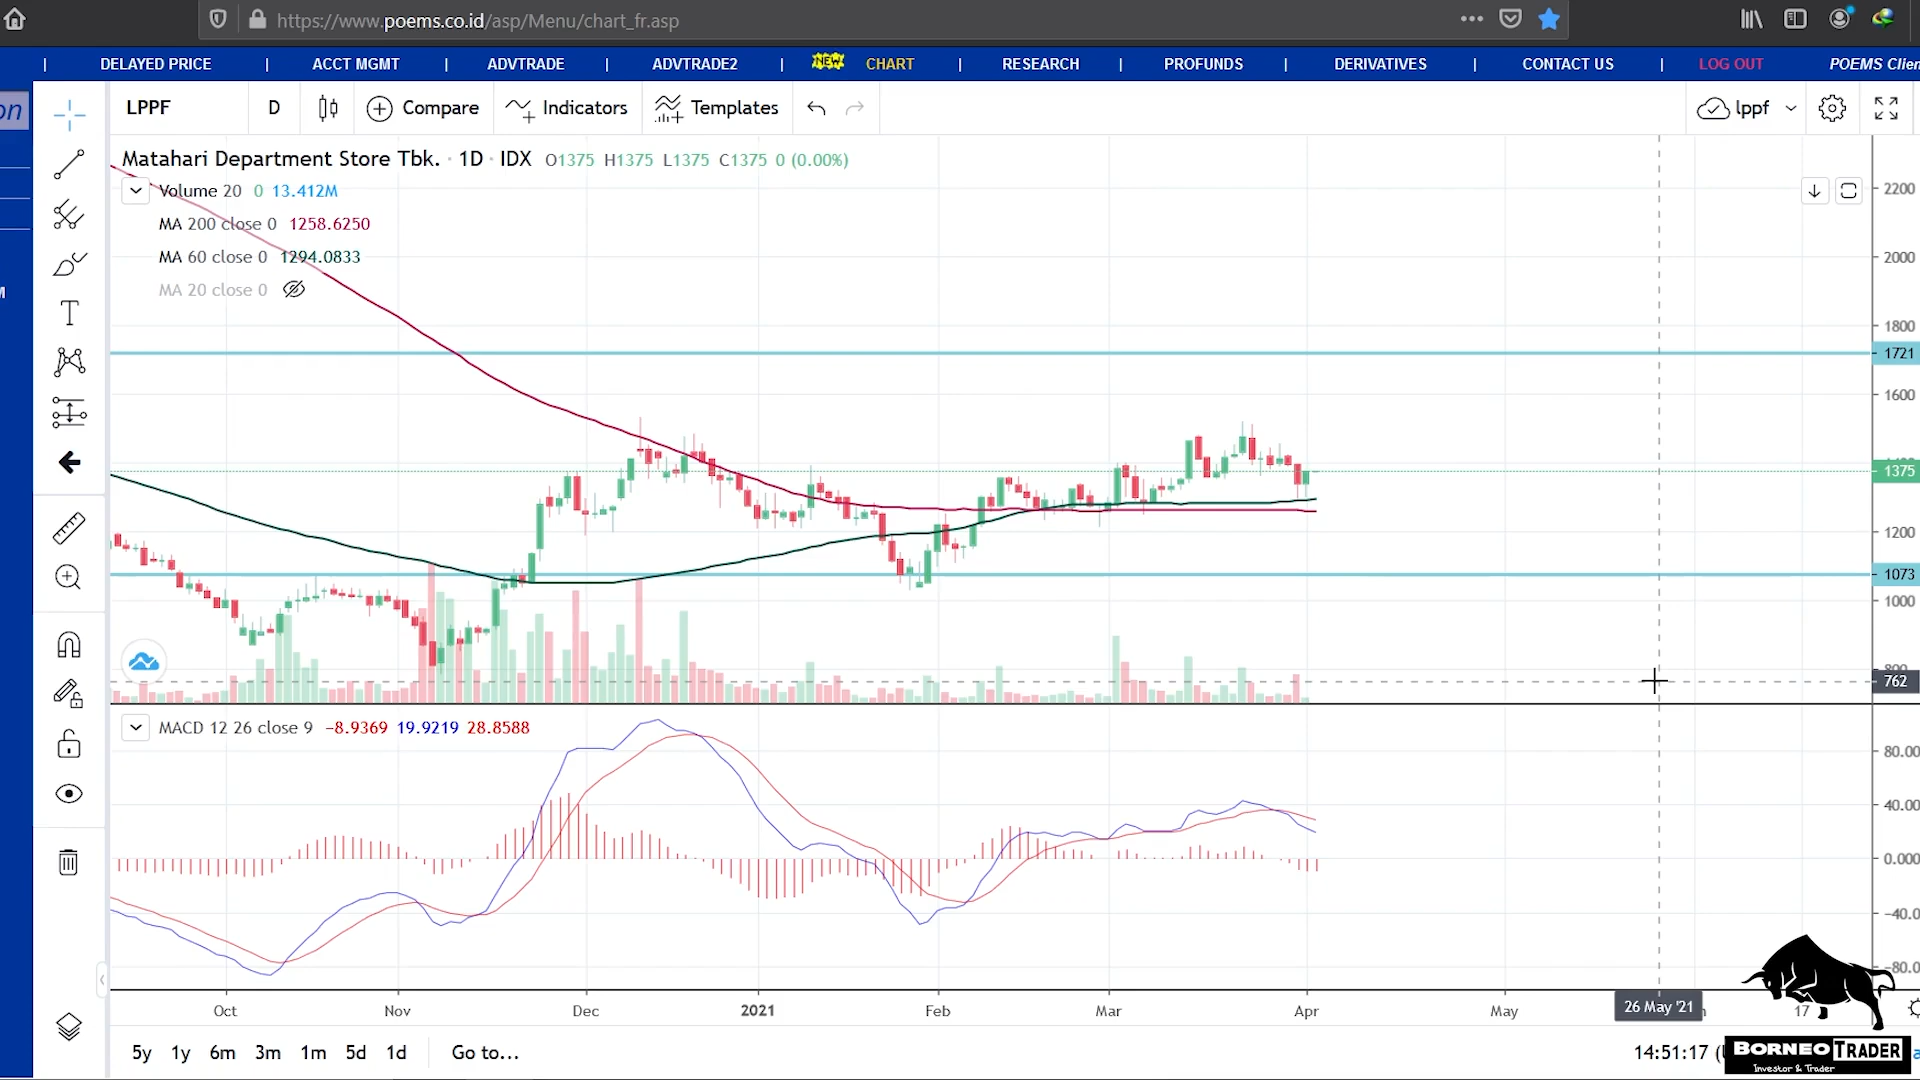 https://www.poems.co.id/asp/Menu/chart_fr.asp
| DELAYED PRICE | ACCT MGMT | ADVTRADE | ADVTRADE2 | NEW CHART | RESEARCH | PROFUNDS | DERIVATIVES | CONTACT US | LOG OUT POEMS Clien
on
LPPF D Compare Indicators Templates lppf
Matahari Department Store Tbk. · 1D · IDX O1375 H1375 L1375 C1375 0 (0.00%)
Volume 20 0 13.412M
MA 200 close 0 1258.6250
MA 60 close 0 1294.0833
MA 20 close 0
M
T
2200
2000
1800
1721
1600
1375
1200
1073
1000
800
762
MACD 12 26 close 9 −8.9369 19.9219 28.8588
80.00
40.00
0.000
−40.0
−80.0
Oct Nov Dec 2021 Feb Mar Apr May 26 May '21 17
5y 1y 6m 3m 1m 5d 1d Go to... 14:51:17 (
BORNEO TRADER
Investor & Trader